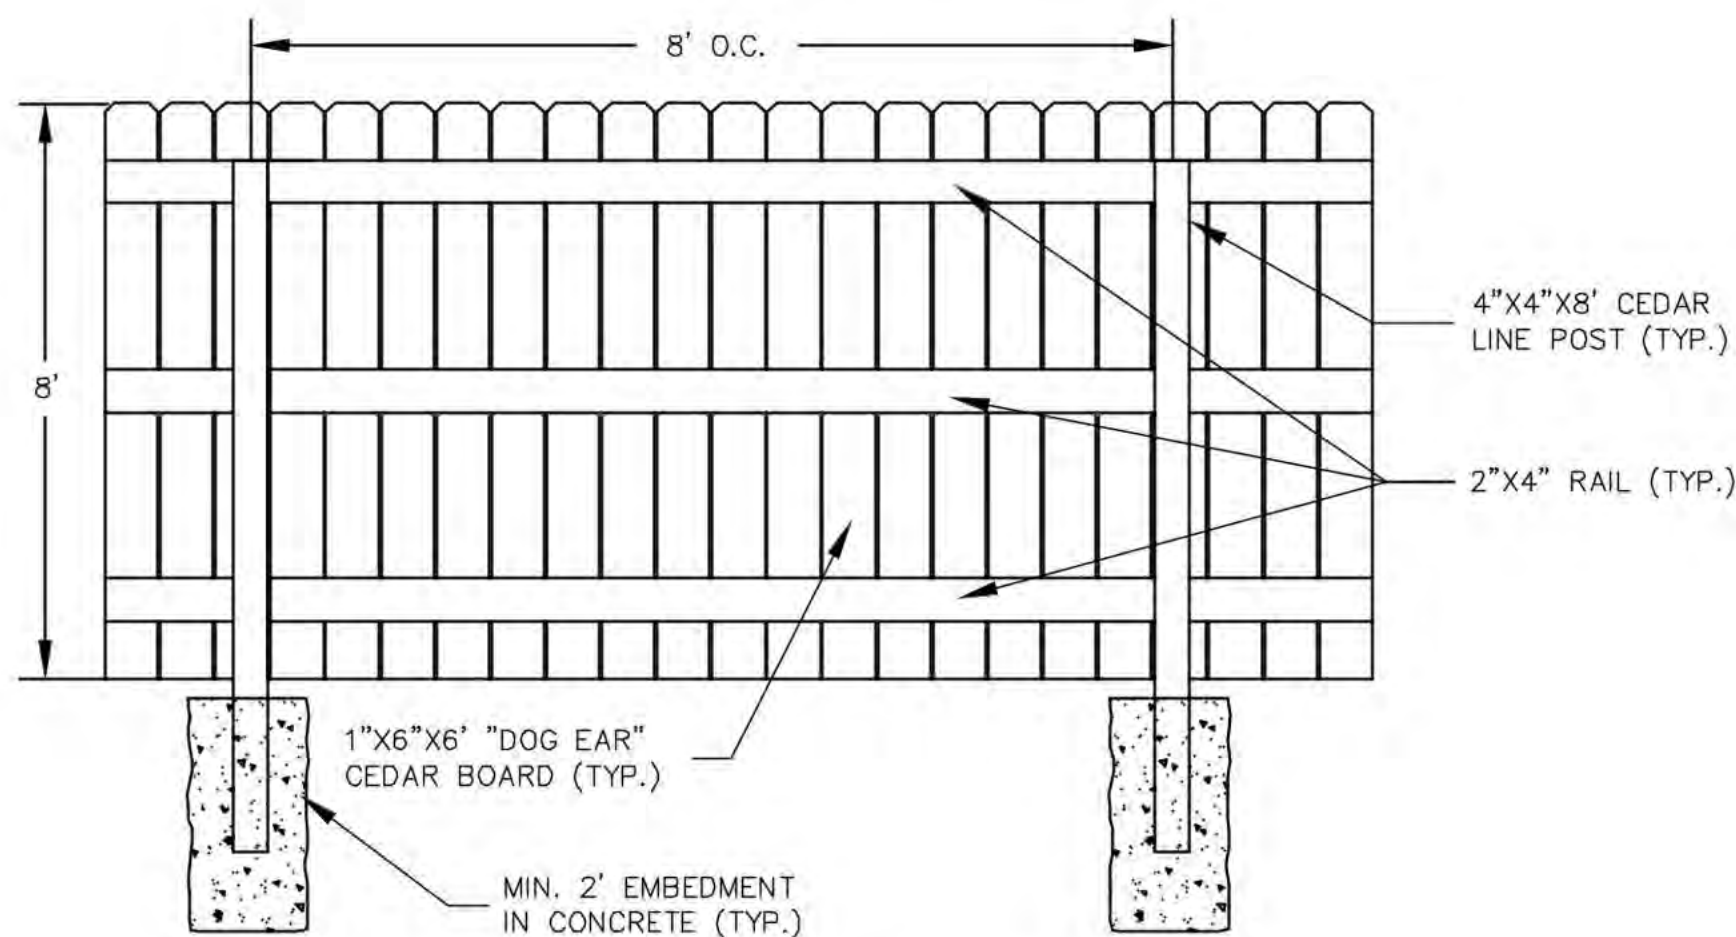 8' O.C.
8'
4"X4"X8' CEDAR
LINE POST (TYP.)
2"X4" RAIL (TYP.)
1"X6"X6' "DOG EAR"
CEDAR BOARD (TYP.)
MIN. 2' EMBEDMENT
IN CONCRETE (TYP.)